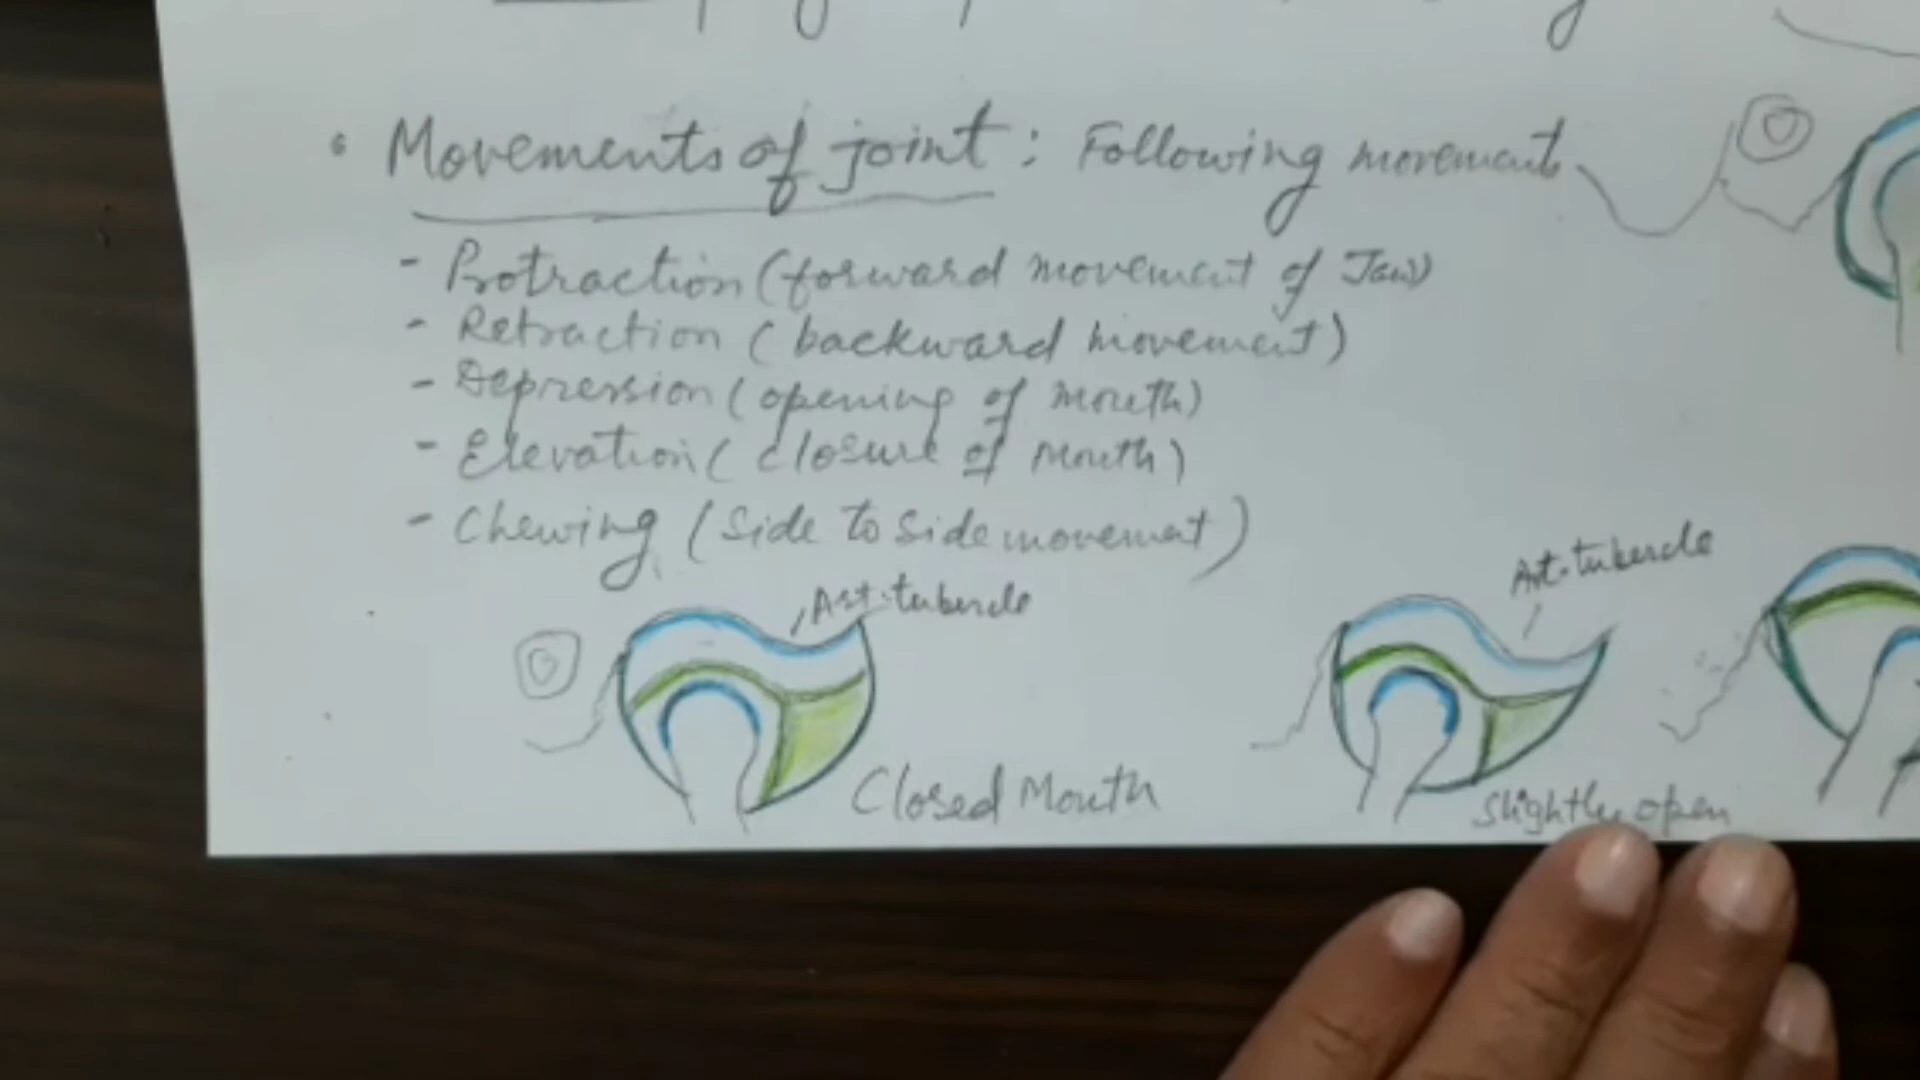 Movements of joint : Following movements
- Protraction (forward movement of Jaw)
- Retraction (backward movement)
- Depression (opening of mouth)
- Elevation (closure of mouth)
- Chewing (Side to side movement)
Art. tubercle
Art. tubercle
Closed Mouth
Slightly open